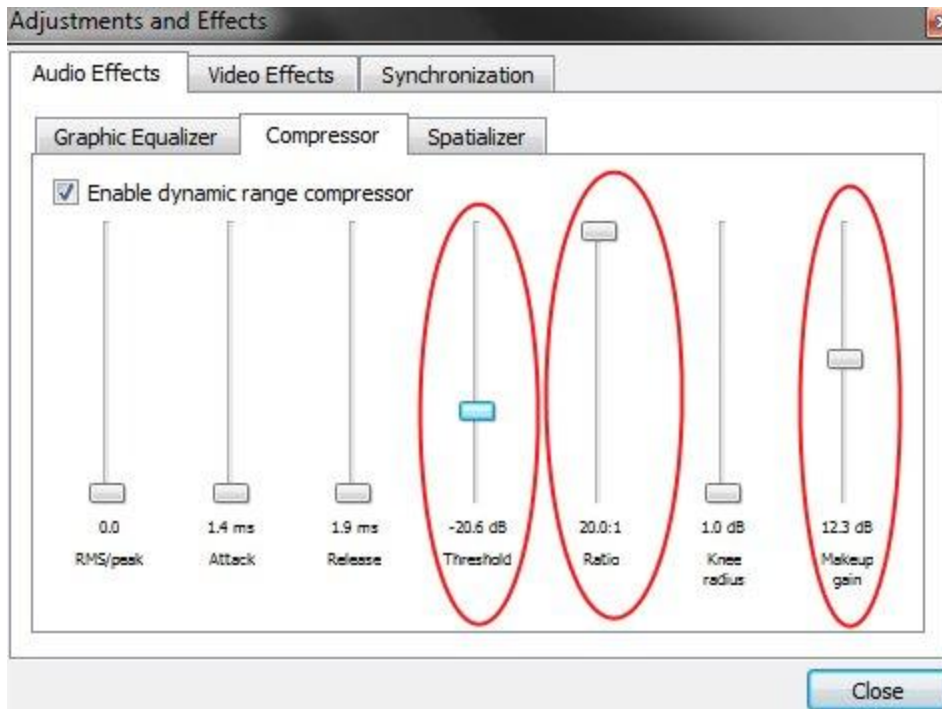 Adjustments and Effects
Audio Effects Video Effects Synchronization
Graphic Equalizer Compressor Spatializer
Enable dynamic range compressor
0.0 1.4 ms 1.9 ms -20.6 dB 20.0:1 1.0 dB 12.3 dB
RMS/peak Attack Release Threshold Ratio Knee radius Makeup gain
Close